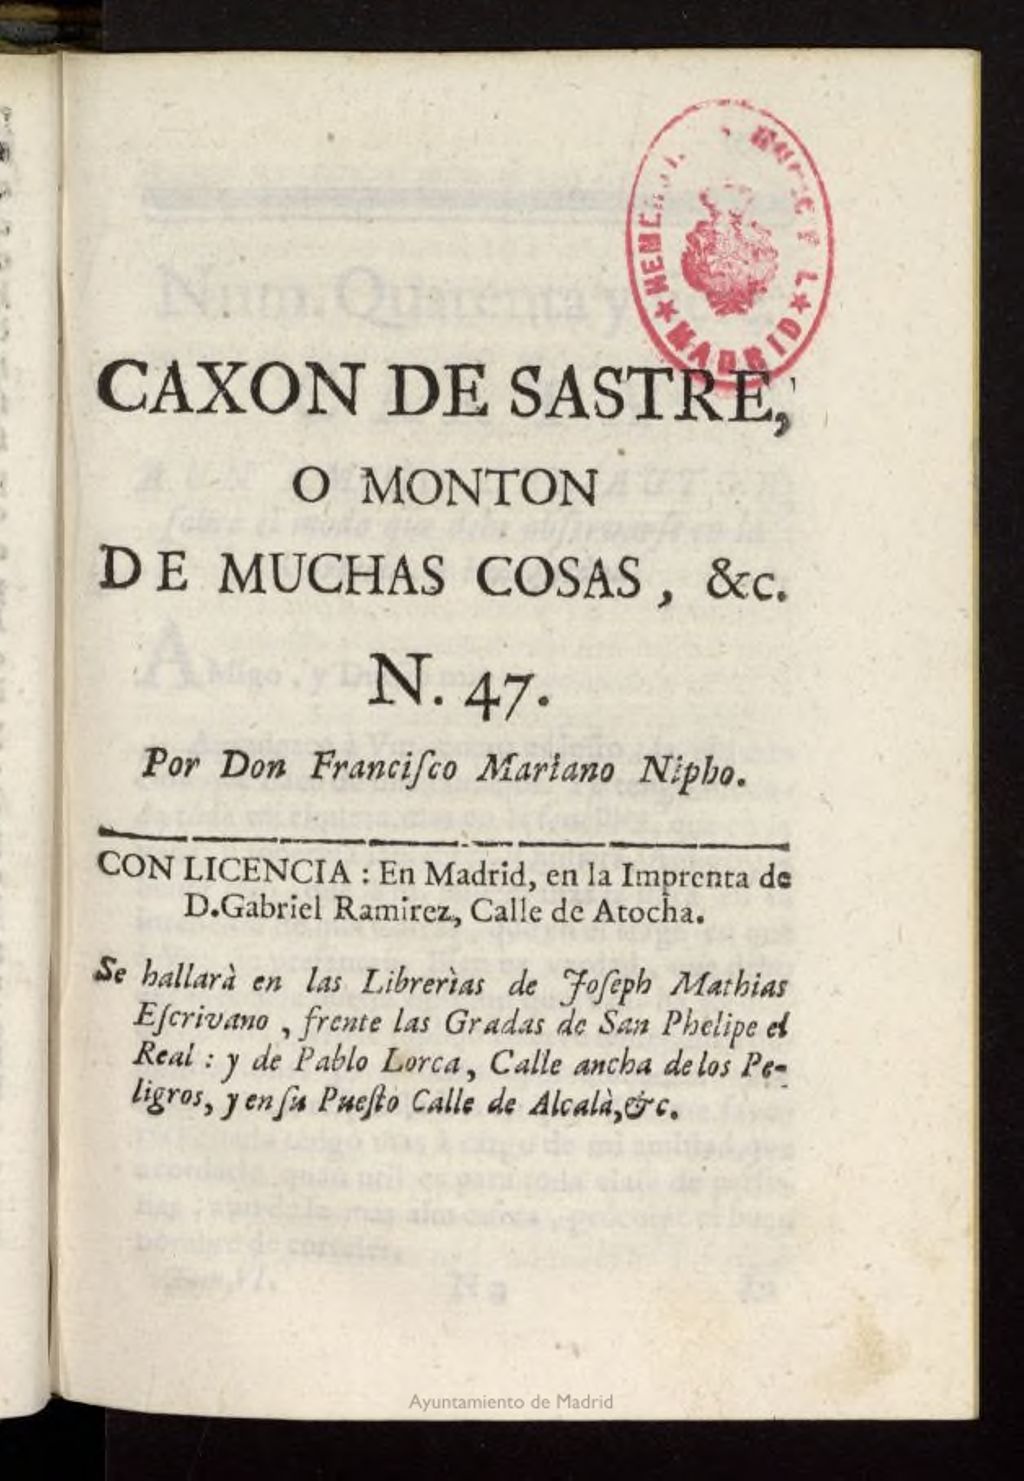 CAXON DE SASTRE,
O MONTON
DE MUCHAS COSAS, &c.
N. 47.
Por Don Franciſco Mariano Nipho.
CON LICENCIA : En Madrid, en la Imprenta de
D.Gabriel Ramirez, Calle de Atocha.
Se hallarà en las Librerìas de Joſeph Mathias
Eſcrivano, frente las Gradas de San Phelipe el
Real : y de Pablo Lorca, Calle ancha de los Pe-
ligros, y en ſu Pueſto Calle de Alcalà, &c.
MADRID
Ayuntamiento de Madrid